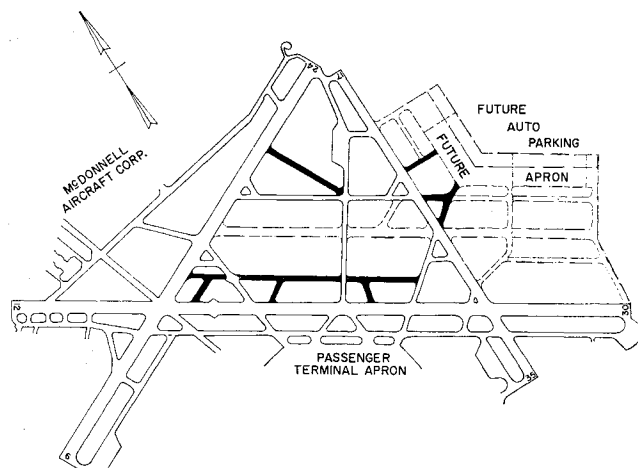 24
17
McDONNELL
AIRCRAFT CORP.
FUTURE
AUTO
PARKING
FUTURE
APRON
12
30
PASSENGER
TERMINAL APRON
35
6